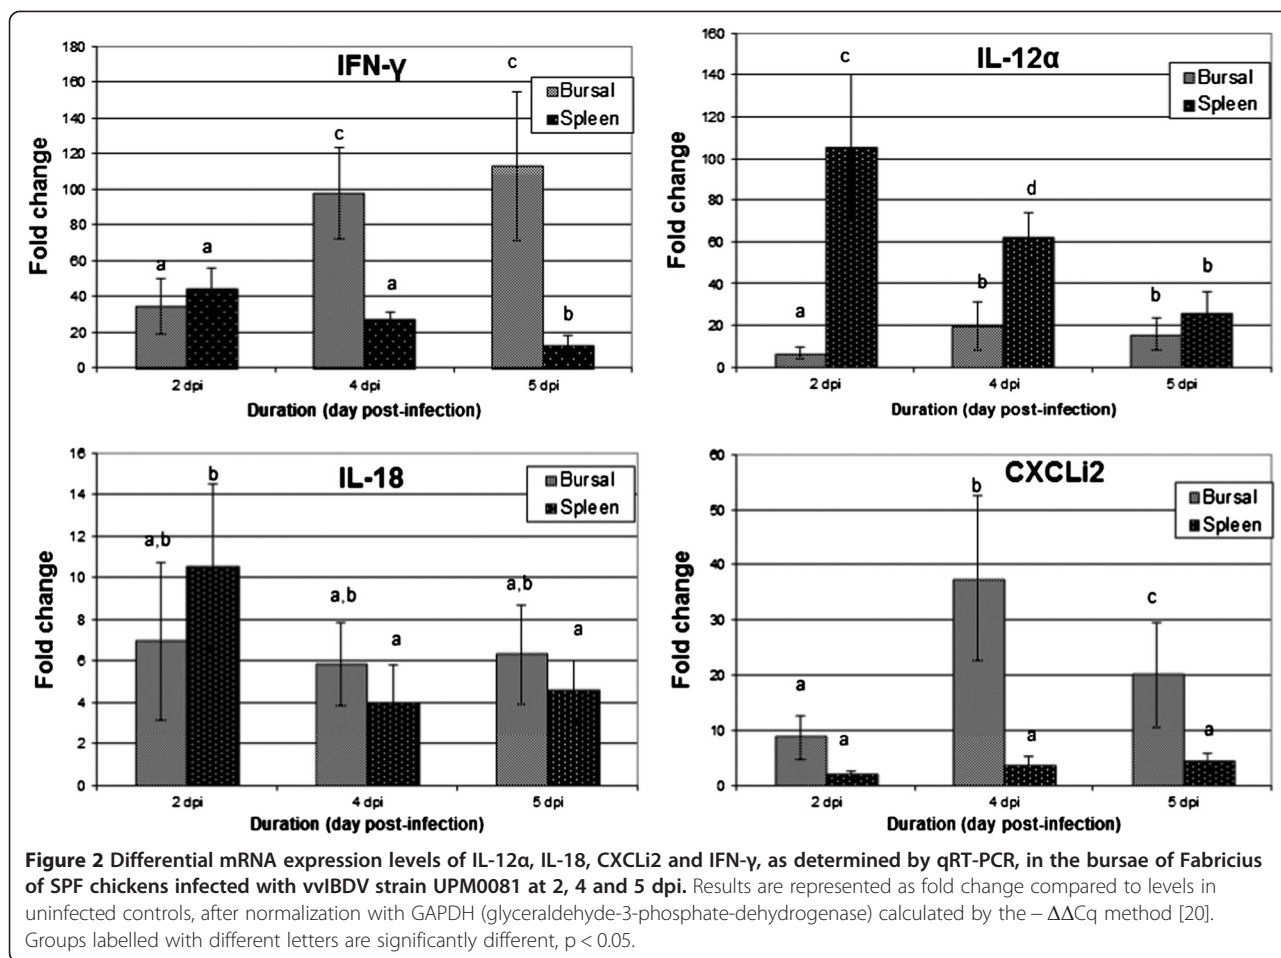 IFN-γ
Bursal
Spleen
Fold change
180
160
140
120
100
80
60
40
20
0
a
a
c
a
c
b
2 dpi
4 dpi
5 dpi
Duration (day post-infection)
IL-12α
Bursal
Spleen
Fold change
160
140
120
100
80
60
40
20
0
a
c
b
d
b
b
2 dpi
4 dpi
5 dpi
Duration (day post-infection)
IL-18
Bursal
Spleen
Fold change
16
14
12
10
8
6
4
2
0
a,b
b
a,b
a
a,b
a
2 dpi
4 dpi
5 dpi
Duration (day post-infection)
CXCLi2
Bursal
Spleen
Fold change
60
50
40
30
20
10
0
a
a
b
a
c
a
2 dpi
4 dpi
5 dpi
Duration (day post-infection)
Figure 2 Differential mRNA expression levels of IL-12α, IL-18, CXCLi2 and IFN-γ, as determined by qRT-PCR, in the bursae of Fabricius
of SPF chickens infected with vvIBDV strain UPM0081 at 2, 4 and 5 dpi. Results are represented as fold change compared to levels in
uninfected controls, after normalization with GAPDH (glyceraldehyde-3-phosphate-dehydrogenase) calculated by the − ΔΔCq method [20].
Groups labelled with different letters are significantly different, p < 0.05.